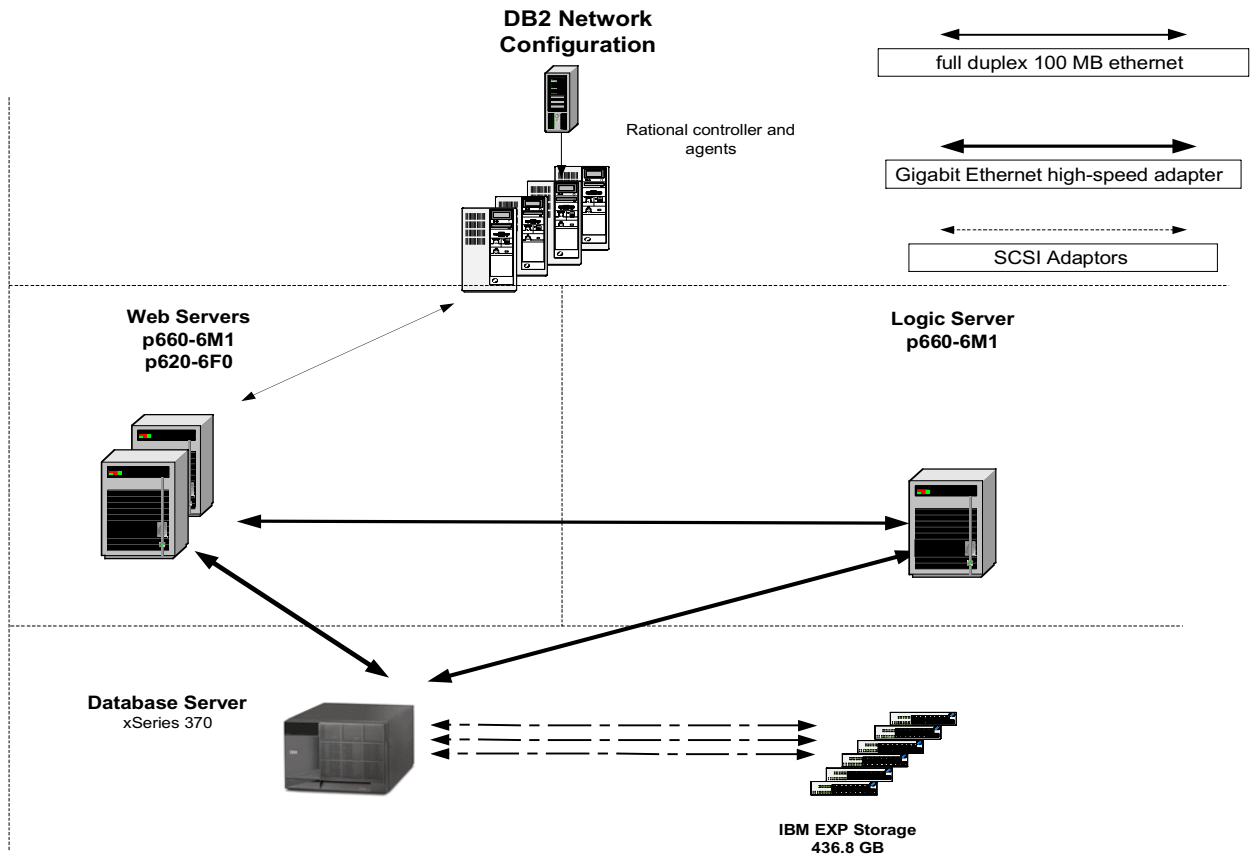 DB2 Network
Configuration
full duplex 100 MB ethernet
Rational controller and
agents
Gigabit Ethernet high-speed adapter
SCSI Adaptors
Web Servers
p660-6M1
p620-6F0
Logic Server
p660-6M1
Database Server
xSeries 370
IBM EXP Storage
436.8 GB